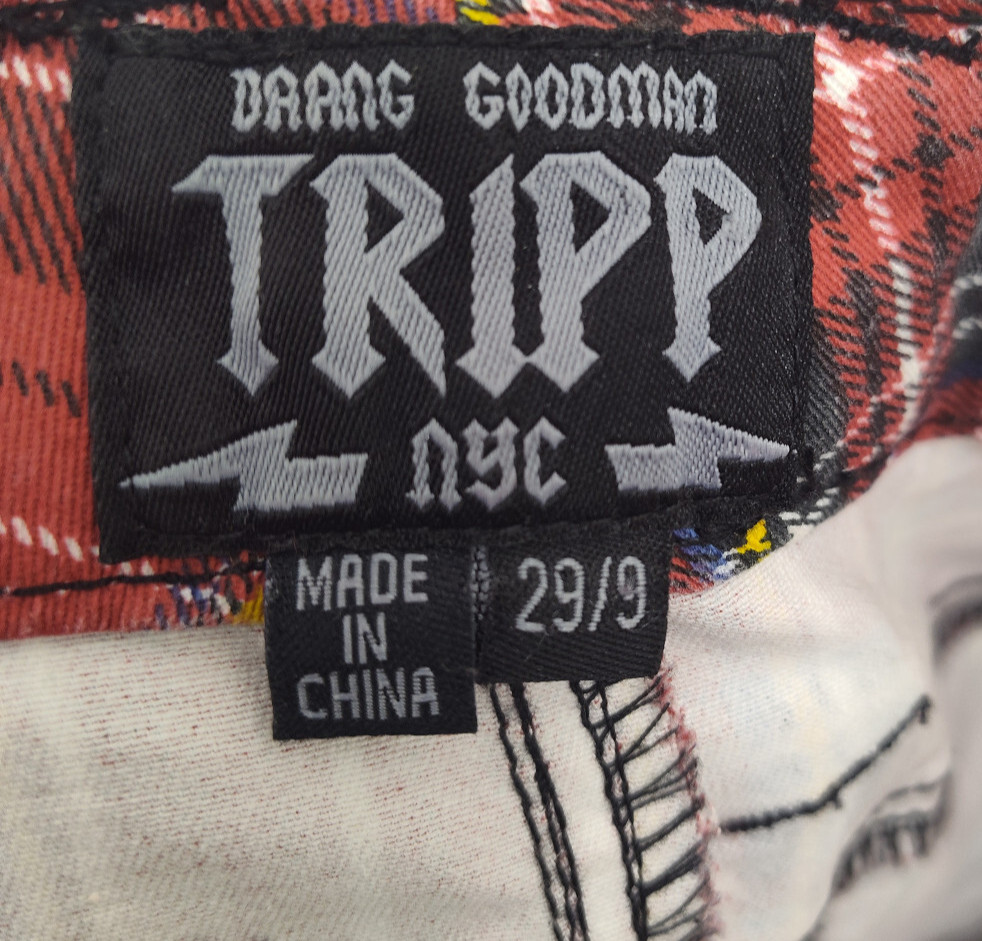 DAANG GOODMAN
TRIPP
NYC
MADE
IN
CHINA
29/9